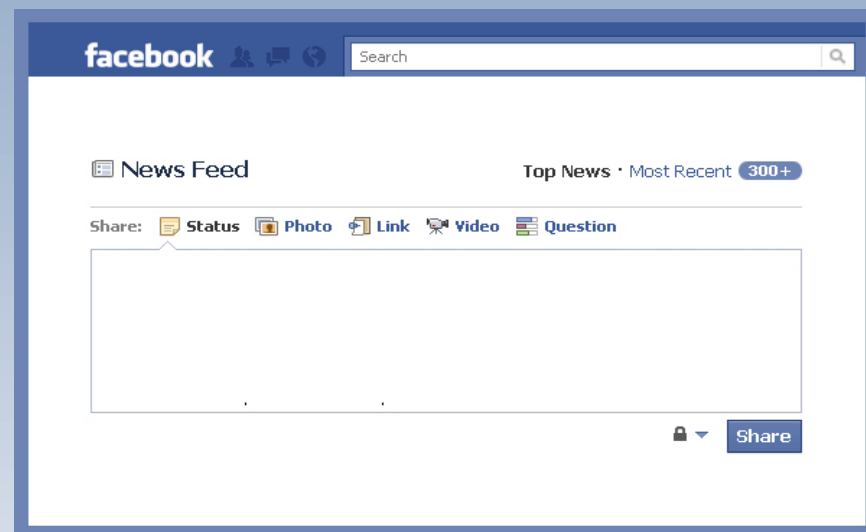 facebook Search
News Feed Top News · Most Recent 300+
Share: Status Photo Link Video Question
Share